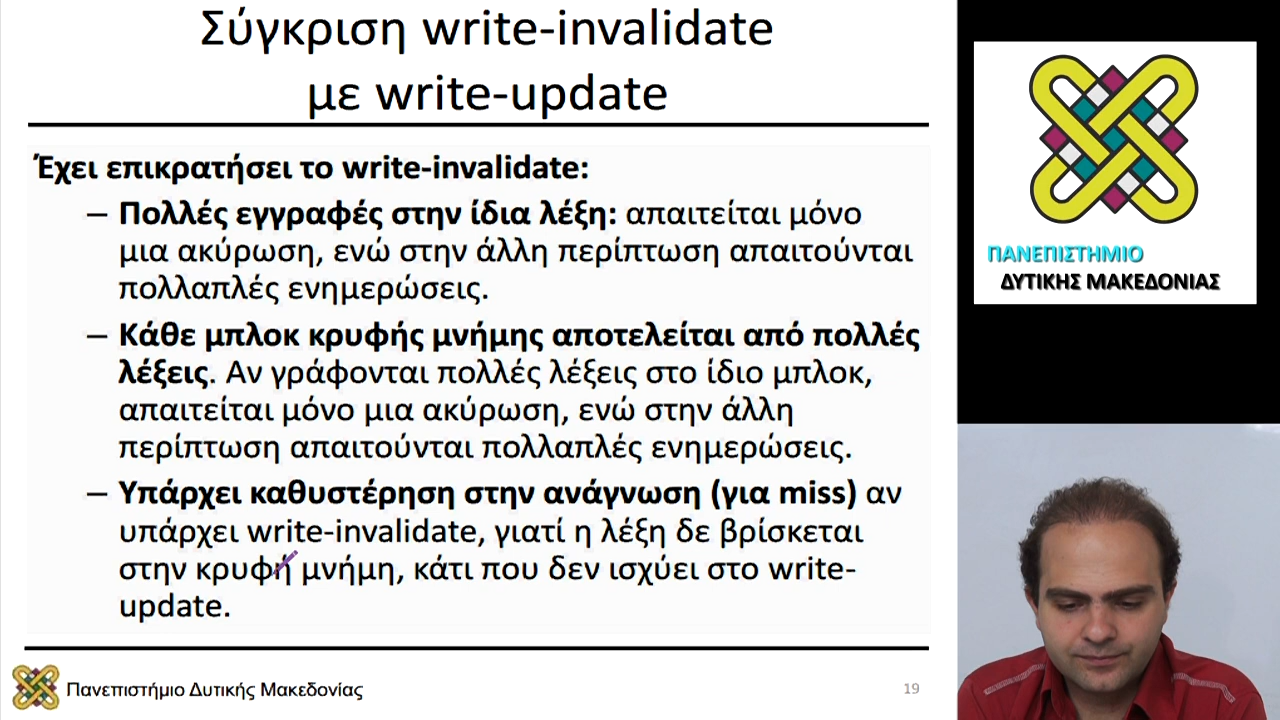 Σύγκριση write-invalidate
με write-update
Έχει επικρατήσει το write-invalidate:
– Πολλές εγγραφές στην ίδια λέξη: απαιτείται μόνο
μια ακύρωση, ενώ στην άλλη περίπτωση απαιτούνται
πολλαπλές ενημερώσεις.
– Κάθε μπλοκ κρυφής μνήμης αποτελείται από πολλές
λέξεις. Αν γράφονται πολλές λέξεις στο ίδιο μπλοκ,
απαιτείται μόνο μια ακύρωση, ενώ στην άλλη
περίπτωση απαιτούνται πολλαπλές ενημερώσεις.
– Υπάρχει καθυστέρηση στην ανάγνωση (για miss) αν
υπάρχει write-invalidate, γιατί η λέξη δε βρίσκεται
στην κρυφή μνήμη, κάτι που δεν ισχύει στο write-
update.
Πανεπιστήμιο Δυτικής Μακεδονίας
19
ΠΑΝΕΠΙΣΤΗΜΙΟ
ΔΥΤΙΚΗΣ ΜΑΚΕΔΟΝΙΑΣ